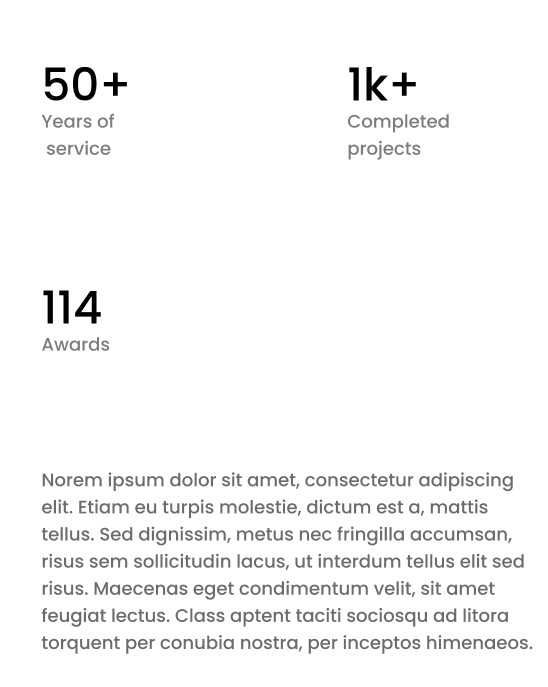 50+
1k+
Years of
service
Completed
projects
114
Awards
Norem ipsum dolor sit amet, consectetur adipiscing
elit. Etiam eu turpis molestie, dictum est a, mattis
tellus. Sed dignissim, metus nec fringilla accumsan,
risus sem sollicitudin lacus, ut interdum tellus elit sed
risus. Maecenas eget condimentum velit, sit amet
feugiat lectus. Class aptent taciti sociosqu ad litora
torquent per conubia nostra, per inceptos himenaeos.